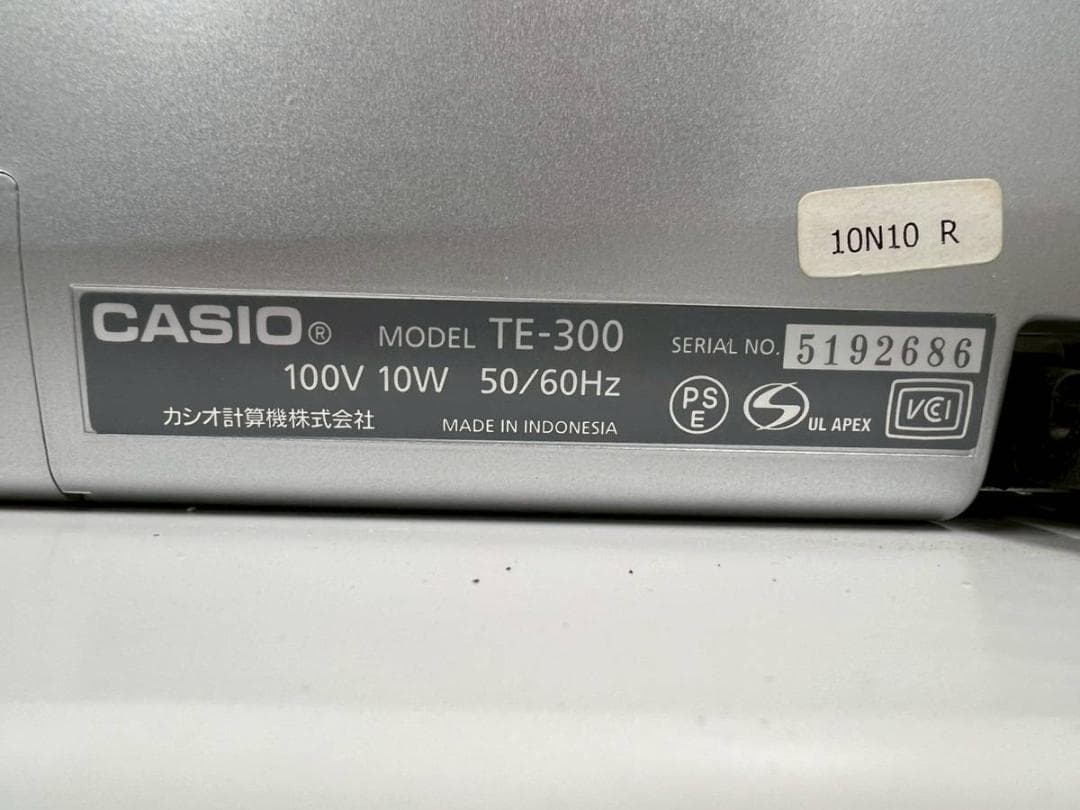 10N10 R
CASIO® MODEL TE-300 SERIAL NO. 5192686
100V 10W 50/60Hz
カシオ計算機株式会社 MADE IN INDONESIA
PSE UL APEX VCCI